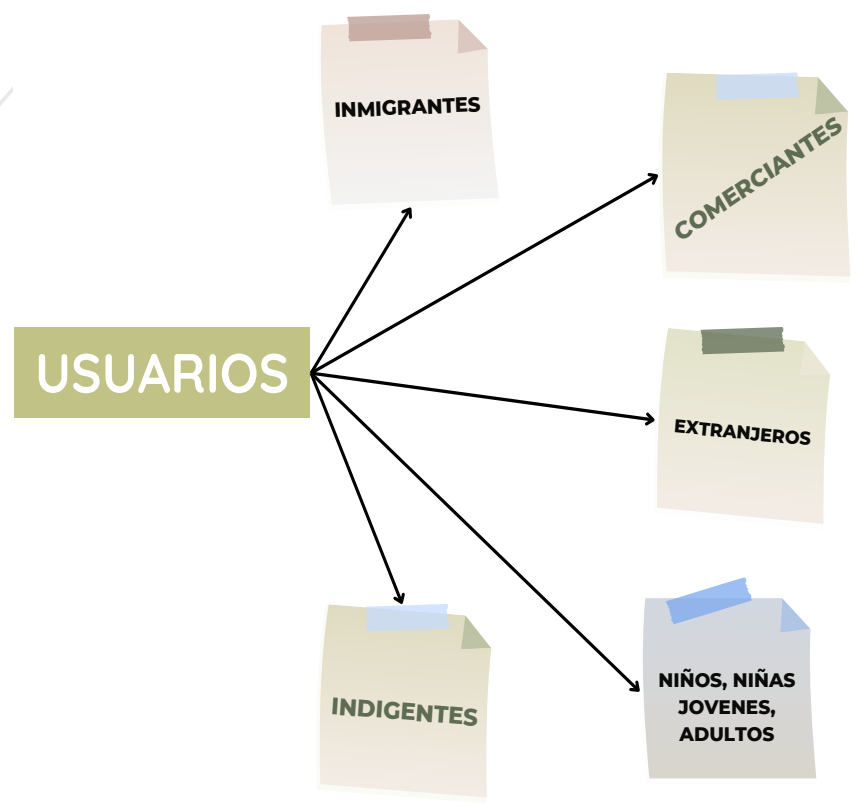 INMIGRANTES
COMERCIANTES
USUARIOS
EXTRANJEROS
INDIGENTES
NIÑOS, NIÑAS
JOVENES,
ADULTOS